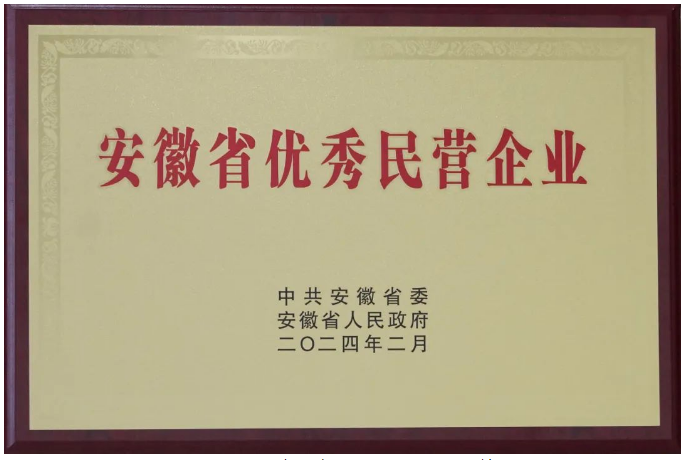 安徽省优秀民营企业
中共安徽省委
安徽省人民政府
二〇二四年二月